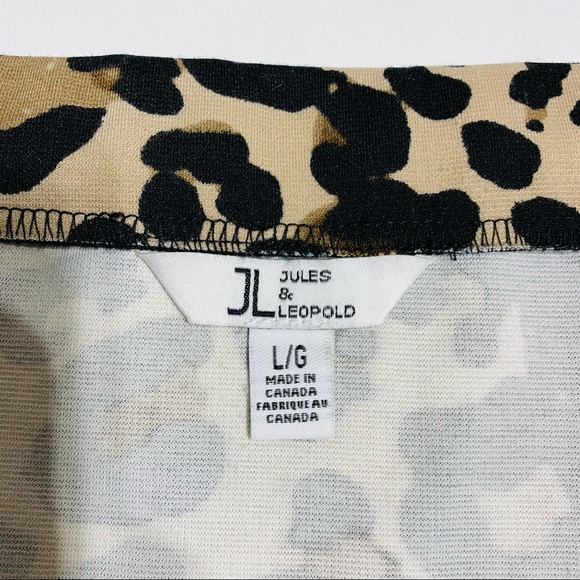 JL JULES
&
LEOPOLD
L/G
MADE IN
CANADA
FABRIQUE AU
CANADA